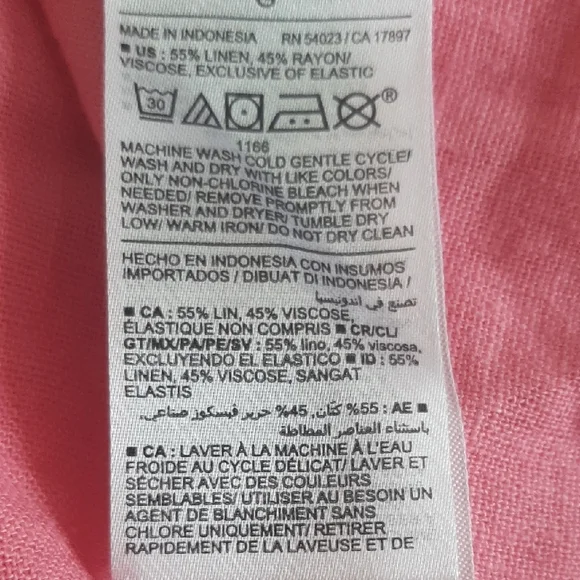 MADE IN INDONESIA RN 54023 / CA 17897
■ US : 55% LINEN, 45% RAYON/
VISCOSE, EXCLUSIVE OF ELASTIC
30 ®
1166
MACHINE WASH COLD GENTLE CYCLE/
WASH AND DRY WITH LIKE COLORS/
ONLY NON-CHLORINE BLEACH WHEN
NEEDED/ REMOVE PROMPTLY FROM
WASHER AND DRYER/ TUMBLE DRY
LOW/ WARM IRON/ DO NOT DRY CLEAN
HECHO EN INDONESIA CON INSUMOS
IMPORTADOS / DIBUAT DI INDONESIA /
تصنع في اندونيسيا
■ CA : 55% LIN, 45% VISCOSE,
ÉLASTIQUE NON COMPRIS ■ CR/CL/
GT/MX/PA/PE/SV : 55% lino, 45% viscosa,
EXCLUYENDO EL ELASTICO ■ ID : 55%
LINEN, 45% VISCOSE, SANGAT
ELASTIS
■ AE : 55% كتّان, 45% حرير فيسكوز صناعي,
باستثناء العناصر المطاطة
■ CA : LAVER À LA MACHINE À L'EAU
FROIDE AU CYCLE DÉLICAT/ LAVER ET
SÉCHER AVEC DES COULEURS
SEMBLABLES/ UTILISER AU BESOIN UN
AGENT DE BLANCHIMENT SANS
CHLORE UNIQUEMENT/ RETIRER
RAPIDEMENT DE LA LAVEUSE ET DE